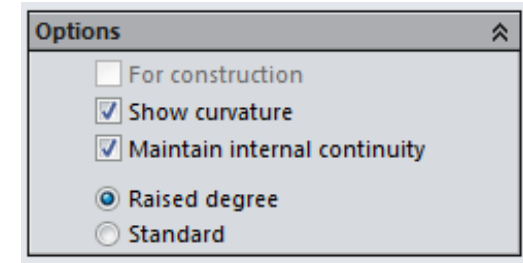 Options
For construction
Show curvature
Maintain internal continuity
Raised degree
Standard